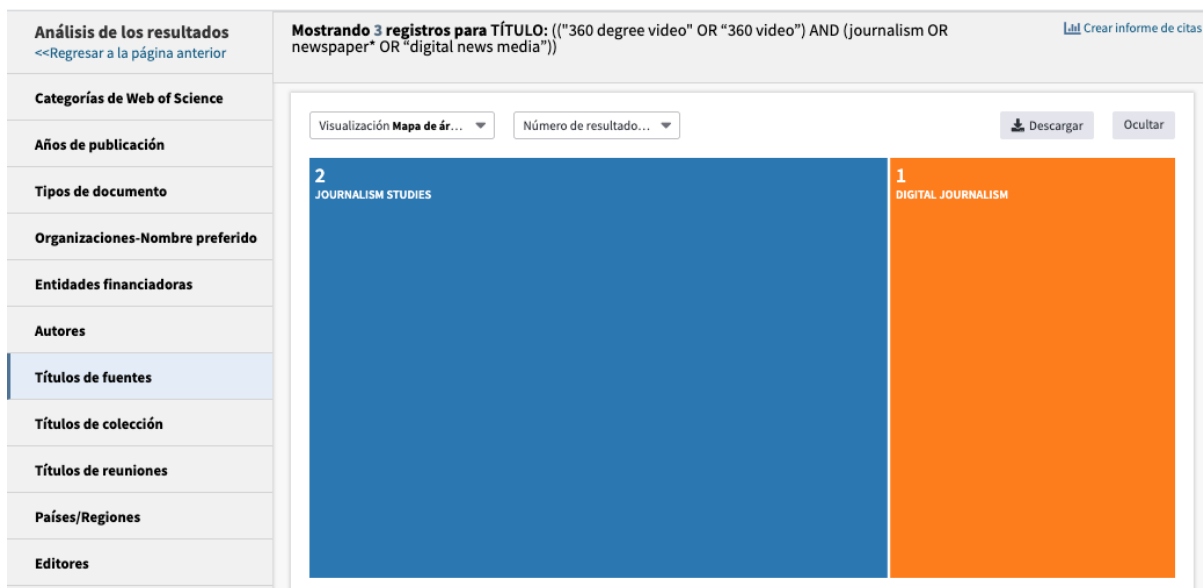 Análisis de los resultados
<<Regresar a la página anterior
Categorías de Web of Science
Años de publicación
Tipos de documento
Organizaciones-Nombre preferido
Entidades financiadoras
Autores
Títulos de fuentes
Títulos de colección
Títulos de reuniones
Países/Regiones
Editores
Mostrando 3 registros para TÍTULO: (("360 degree video" OR “360 video”) AND (journalism OR
newspaper* OR “digital news media”))
Crear informe de citas
Visualización Mapa de ár...
Número de resultado...
Descargar
Ocultar
2
JOURNALISM STUDIES
1
DIGITAL JOURNALISM